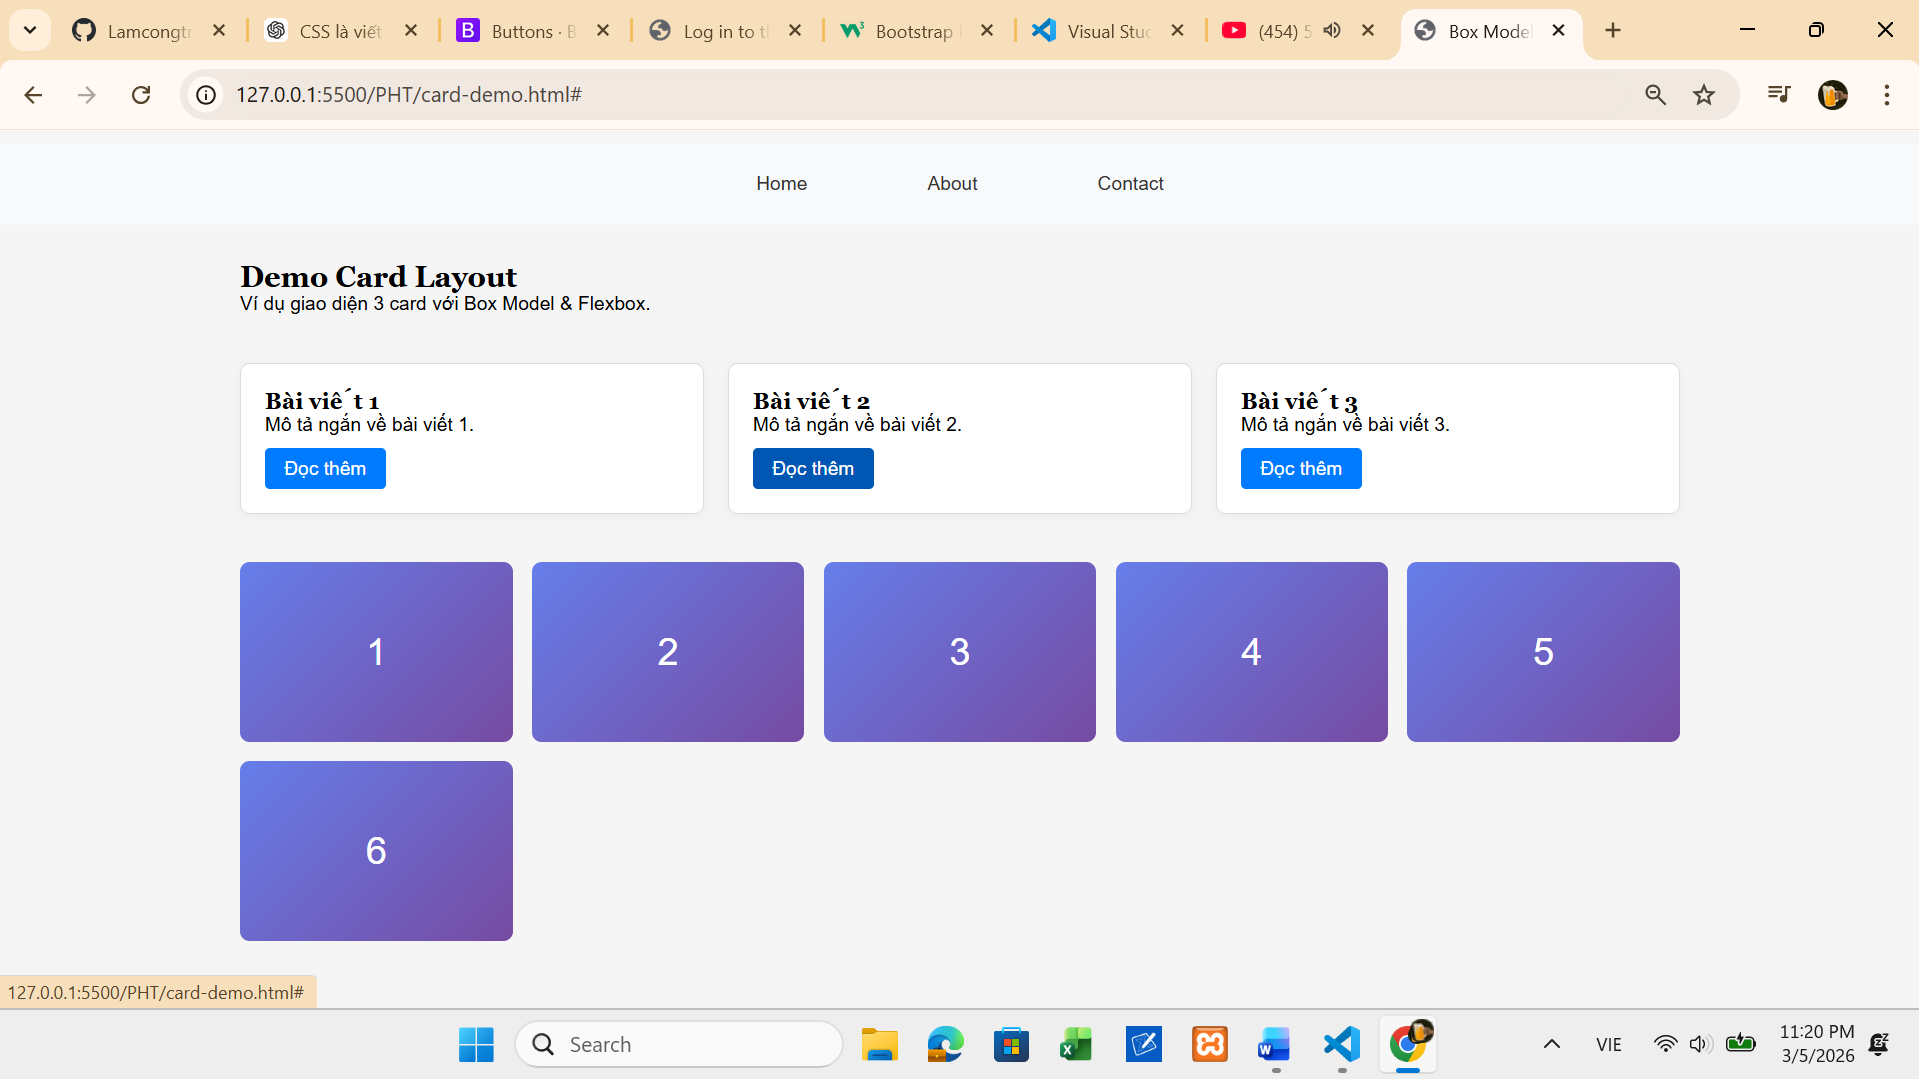 Lamcongtr
CSS là viết
Buttons · B
Log in to t
Bootstrap
Visual Stud
(454) 5
Box Model
127.0.0.1:5500/PHT/card-demo.html#
Home
About
Contact
Demo Card Layout
Ví dụ giao diện 3 card với Box Model & Flexbox.
Bài viết 1
Mô tả ngắn về bài viết 1.
Đọc thêm
Bài viết 2
Mô tả ngắn về bài viết 2.
Đọc thêm
Bài viết 3
Mô tả ngắn về bài viết 3.
Đọc thêm
1
2
3
4
5
6
127.0.0.1:5500/PHT/card-demo.html#
Search
VIE
11:20 PM
3/5/2026